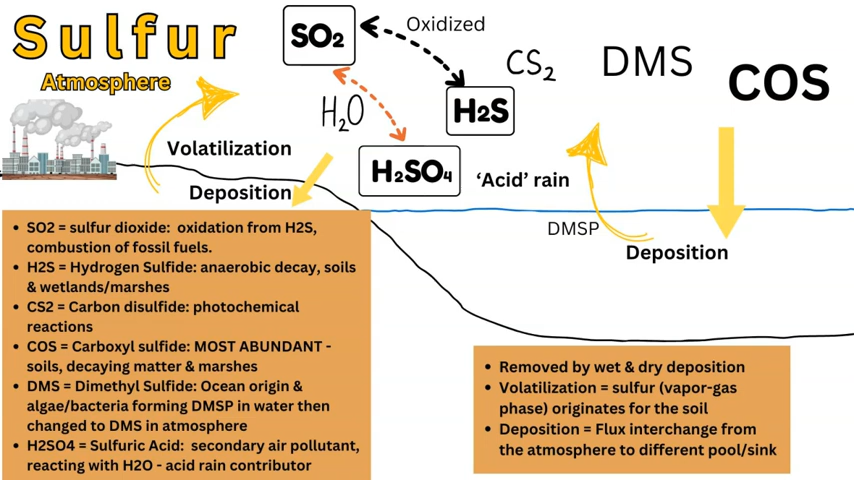 Sulfur
Atmosphere
SO2
Oxidized
CS2
DMS
COS
H2S
H2O
H2SO4
'Acid' rain
Volatilization
Deposition
DMSP
Deposition
• SO2 = sulfur dioxide: oxidation from H2S,
combustion of fossil fuels.
• H2S = Hydrogen Sulfide: anaerobic decay, soils
& wetlands/marshes
• CS2 = Carbon disulfide: photochemical
reactions
• COS = Carboxyl sulfide: MOST ABUNDANT -
soils, decaying matter & marshes
• DMS = Dimethyl Sulfide: Ocean origin &
algae/bacteria forming DMSP in water then
changed to DMS in atmosphere
• H2SO4 = Sulfuric Acid: secondary air pollutant,
reacting with H2O - acid rain contributor
• Removed by wet & dry deposition
• Volatilization = sulfur (vapor-gas
phase) originates for the soil
• Deposition = Flux interchange from
the atmosphere to different pool/sink